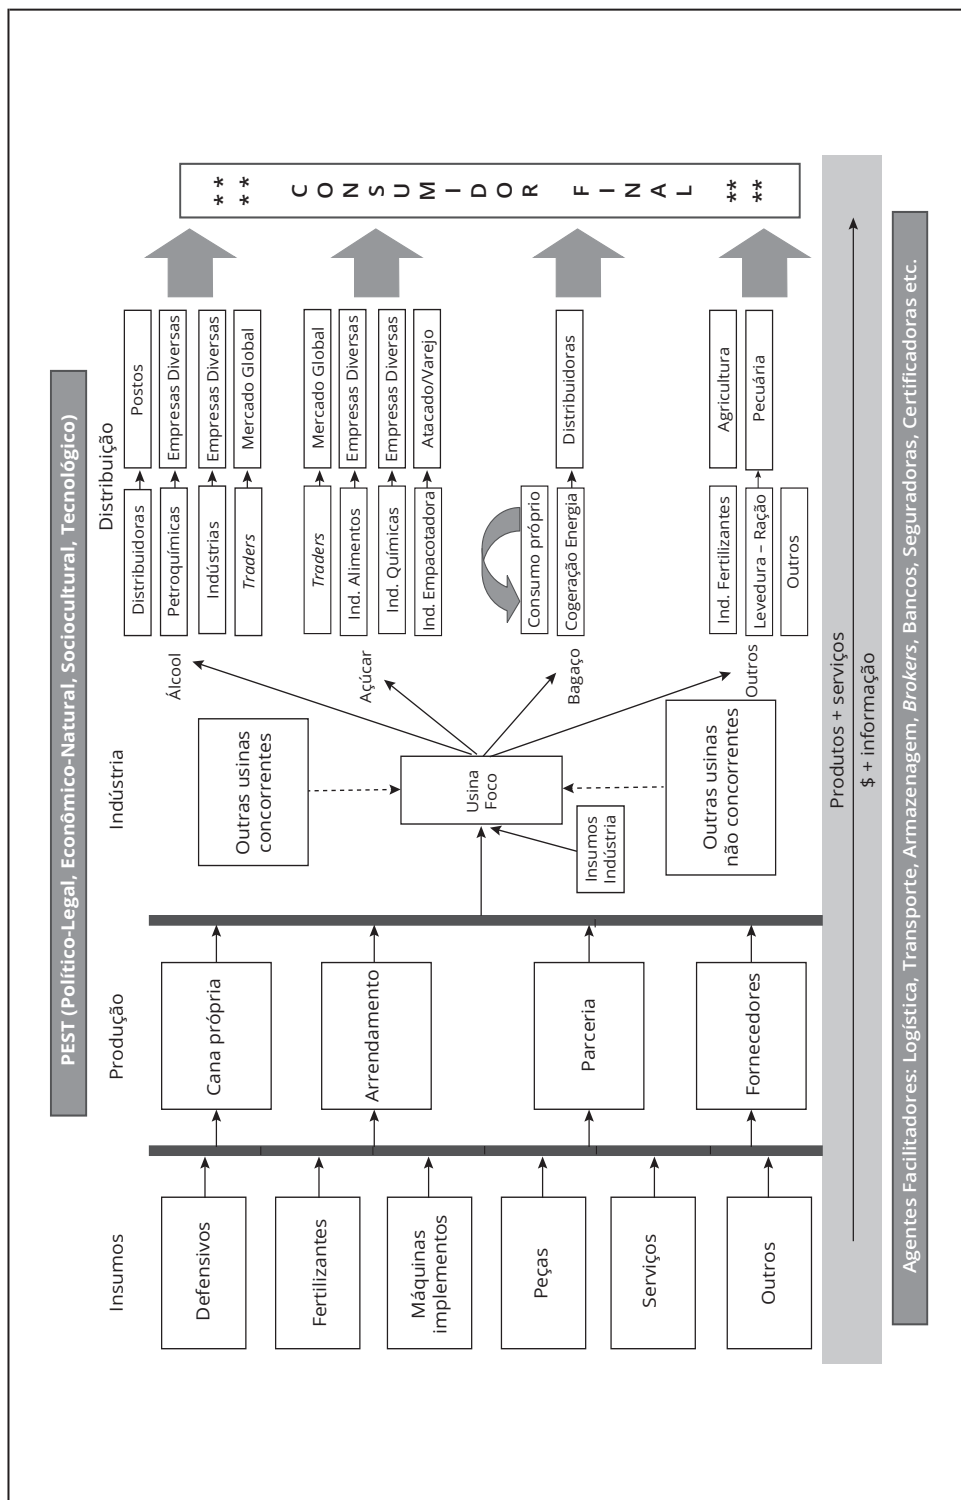 PEST (Político-Legal, Econômico-Natural, Sociocultural, Tecnológico)
Insumos
Produção
Indústria
Distribuição
Defensivos
Fertilizantes
Máquinas
implementos
Peças
Serviços
Outros
Cana própria
Arrendamento
Parceria
Fornecedores
Outras usinas
concorrentes
Usina
Foco
Insumos
Indústria
Outras usinas
não concorrentes
Álcool
Distribuidoras
Postos
Petroquímicas
Empresas Diversas
Indústrias
Empresas Diversas
Traders
Mercado Global
Açúcar
Traders
Mercado Global
Ind. Alimentos
Empresas Diversas
Ind. Químicas
Empresas Diversas
Ind. Empacotadora
Atacado/Varejo
Bagaço
Consumo próprio
Cogeração Energia
Distribuidoras
Outros
Ind. Fertilizantes
Agricultura
Levedura – Ração
Pecuária
Outros
** ** CONSUMIDOR FINAL ** **
Produtos + serviços
$ + informação
Agentes Facilitadores: Logística, Transporte, Armazenagem, Brokers, Bancos, Seguradoras, Certificadoras etc.